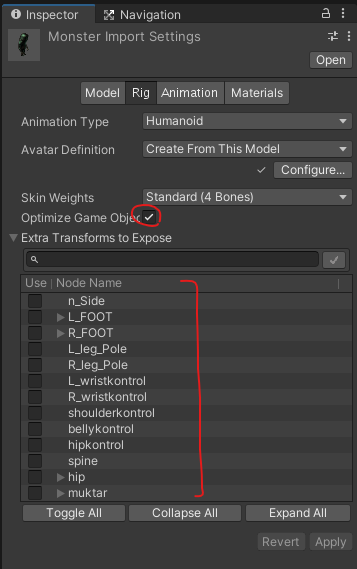 Inspector Navigation
Monster Import Settings
Open
Model Rig Animation Materials
Animation Type Humanoid
Avatar Definition Create From This Model
Configure...
Skin Weights Standard (4 Bones)
Optimize Game Objec
Extra Transforms to Expose
Use Node Name
n_Side
L_FOOT
R_FOOT
L_leg_Pole
R_leg_Pole
L_wristkontrol
R_wristkontrol
shoulderkontrol
bellykontrol
hipkontrol
spine
hip
muktar
Toggle All Collapse All Expand All
Revert Apply